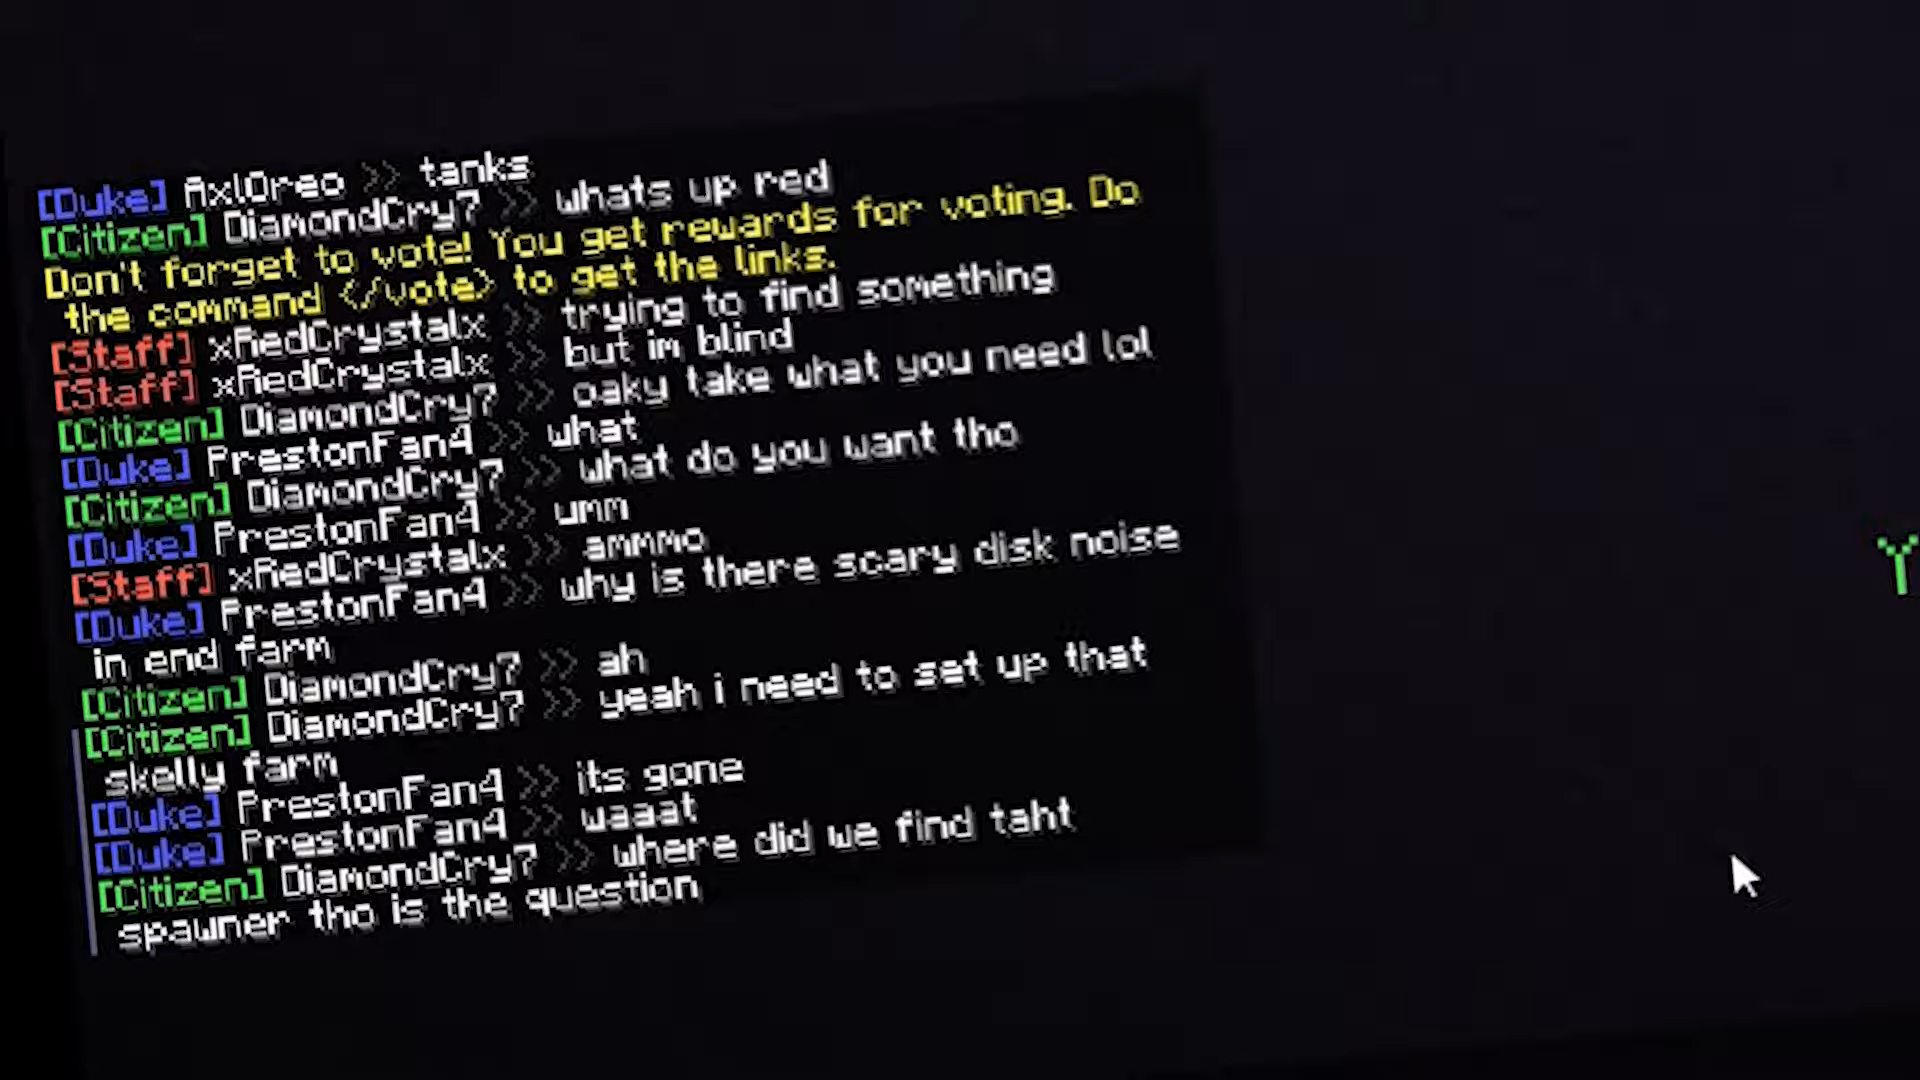 [Duke] AxlOreo >> tanks
[Citizen] DiamondCry7 >> whats up red
Don't forget to vote! You get rewards for voting. Do
the command </vote> to get the links.
[Staff] xRedCrystalx >> trying to find something
[Staff] xRedCrystalx >> but im blind
[Citizen] DiamondCry7 >> oaky take what you need lol
[Duke] PrestonFan4 >> what
[Citizen] DiamondCry7 >> what do you want tho
[Duke] PrestonFan4 >> umm
[Staff] xRedCrystalx >> ammmo
[Duke] PrestonFan4 >> why is there scary disk noise
in end farm
[Citizen] DiamondCry7 >> ah
[Citizen] DiamondCry7 >> yeah i need to set up that
skelly farm
[Duke] PrestonFan4 >> its gone
[Duke] PrestonFan4 >> waaat
[Citizen] DiamondCry7 >> where did we find taht
spawner tho is the question
Y